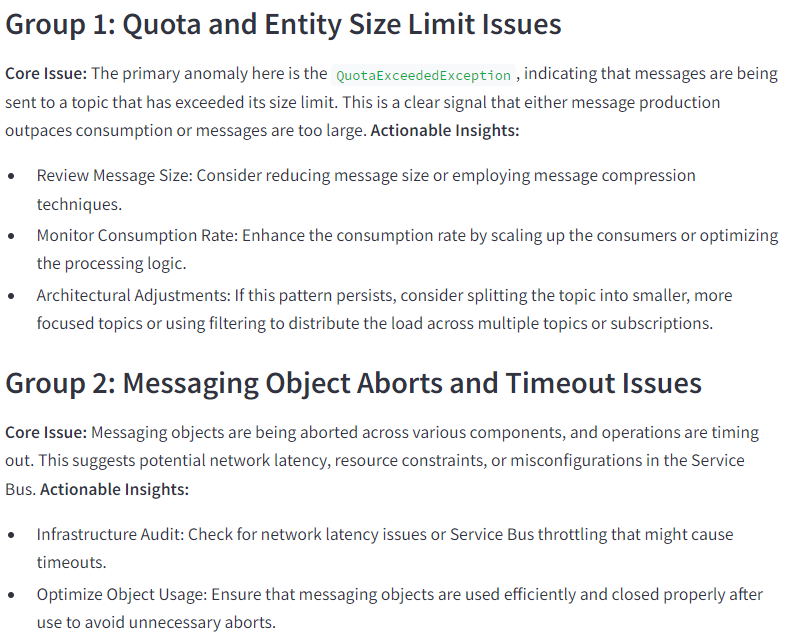 Group 1: Quota and Entity Size Limit Issues
Core Issue: The primary anomaly here is the QuotaExceededException , indicating that messages are being
sent to a topic that has exceeded its size limit. This is a clear signal that either message production
outpaces consumption or messages are too large. Actionable Insights:
• Review Message Size: Consider reducing message size or employing message compression
techniques.
• Monitor Consumption Rate: Enhance the consumption rate by scaling up the consumers or optimizing
the processing logic.
• Architectural Adjustments: If this pattern persists, consider splitting the topic into smaller, more
focused topics or using filtering to distribute the load across multiple topics or subscriptions.
Group 2: Messaging Object Aborts and Timeout Issues
Core Issue: Messaging objects are being aborted across various components, and operations are timing
out. This suggests potential network latency, resource constraints, or misconfigurations in the Service
Bus. Actionable Insights:
• Infrastructure Audit: Check for network latency issues or Service Bus throttling that might cause
timeouts.
• Optimize Object Usage: Ensure that messaging objects are used efficiently and closed properly after
use to avoid unnecessary aborts.